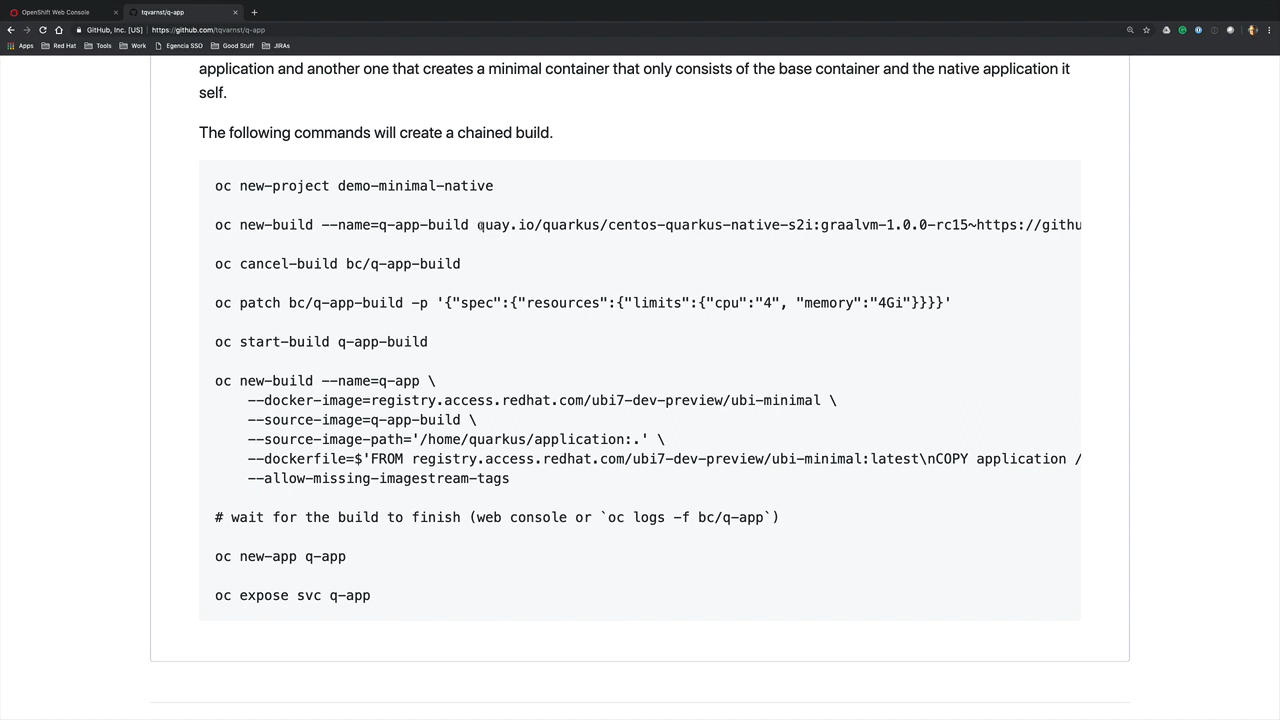 OpenShift Web Console
tqvarnst/q-app
GitHub, Inc. [US] https://github.com/tqvarnst/q-app
Apps Red Hat Tools Work Egencia SSO Good Stuff JIRAs
application and another one that creates a minimal container that only consists of the base container and the native application it
self.
The following commands will create a chained build.
oc new-project demo-minimal-native
oc new-build --name=q-app-build quay.io/quarkus/centos-quarkus-native-s2i:graalvm-1.0.0-rc15~https://githu
oc cancel-build bc/q-app-build
oc patch bc/q-app-build -p '{"spec":{"resources":{"limits":{"cpu":"4", "memory":"4Gi"}}}}'
oc start-build q-app-build
oc new-build --name=q-app \
--docker-image=registry.access.redhat.com/ubi7-dev-preview/ubi-minimal \
--source-image=q-app-build \
--source-image-path='/home/quarkus/application:.' \
--dockerfile=$'FROM registry.access.redhat.com/ubi7-dev-preview/ubi-minimal:latest\nCOPY application /
--allow-missing-imagestream-tags
# wait for the build to finish (web console or `oc logs -f bc/q-app`)
oc new-app q-app
oc expose svc q-app